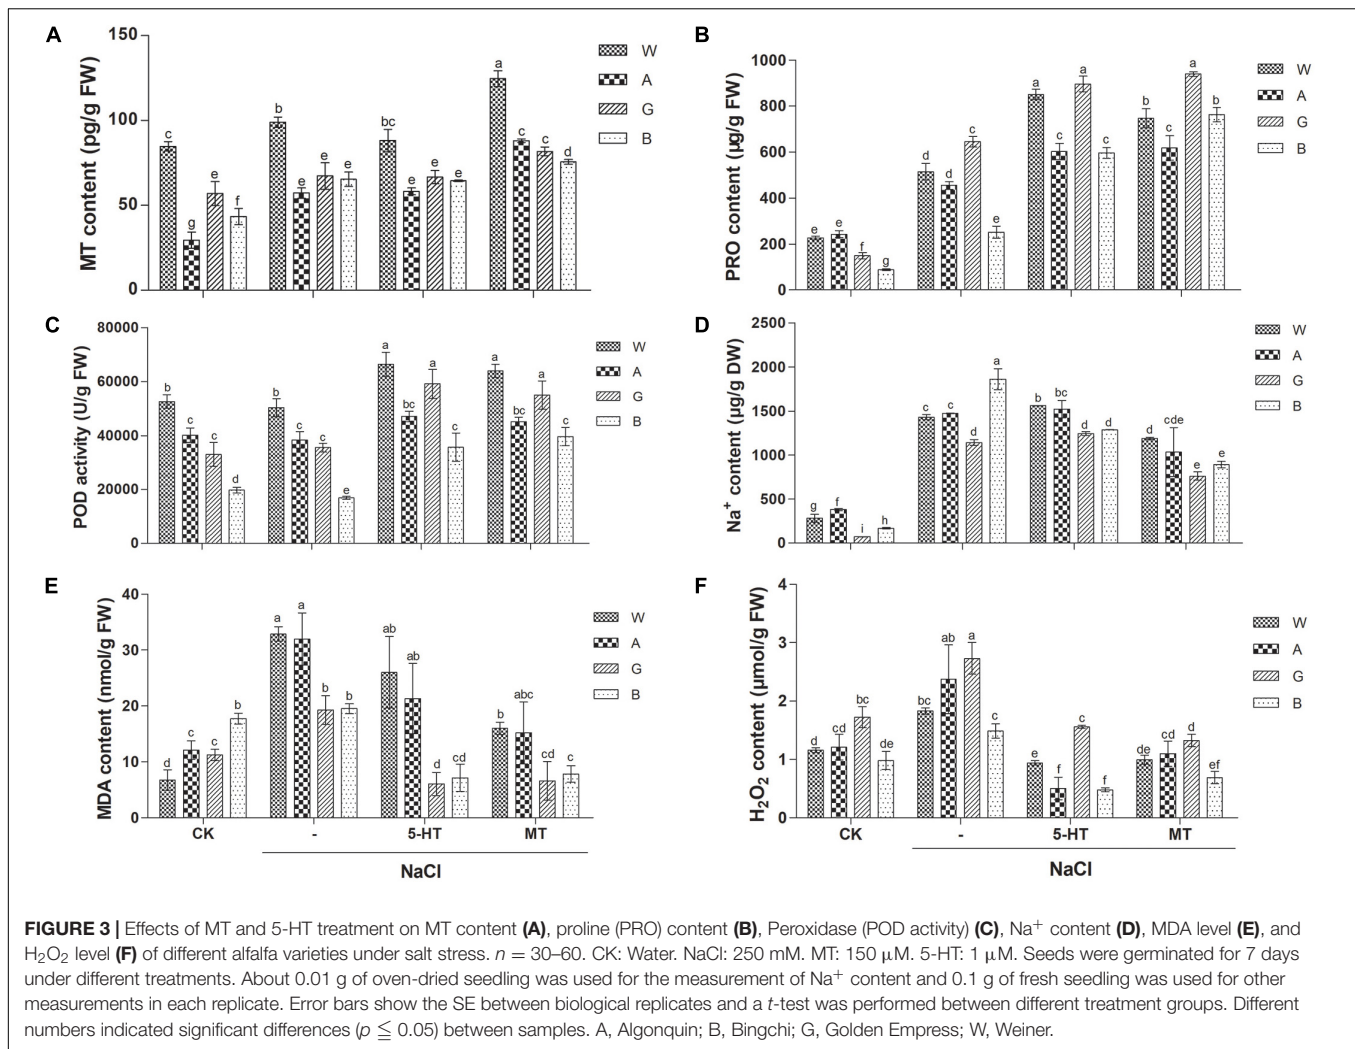 A
MT content (pg/g FW)
150
100
50
0
c
g
e
f
b
e
e
e
bc
e
e
e
a
c
c
d
W
A
G
B
B
PRO content (µg/g FW)
1000
800
600
400
200
0
e
e
f
g
d
d
c
e
a
c
a
c
b
c
a
b
W
A
G
B
C
POD activity (U/g FW)
80000
60000
40000
20000
0
b
c
c
d
b
c
c
e
a
bc
a
c
a
bc
a
c
W
A
G
B
D
Na+ content (µg/g DW)
2500
2000
1500
1000
500
0
g
f
i
h
c
c
d
a
b
bc
d
d
d
cde
e
e
W
A
G
B
E
MDA content (nmol/g FW)
40
30
20
10
0
d
c
c
c
a
a
b
b
ab
ab
d
cd
b
abc
cd
c
W
A
G
B
CK
-
5-HT
MT
NaCl
F
H2O2 content (µmol/g FW)
4
3
2
1
0
d
cd
bc
de
bc
ab
a
c
e
f
c
f
de
cd
d
ef
W
A
G
B
CK
-
5-HT
MT
NaCl
FIGURE 3 | Effects of MT and 5-HT treatment on MT content (A), proline (PRO) content (B), Peroxidase (POD activity) (C), Na+ content (D), MDA level (E), and
H2O2 level (F) of different alfalfa varieties under salt stress. n = 30–60. CK: Water. NaCl: 250 mM. MT: 150 µM. 5-HT: 1 µM. Seeds were germinated for 7 days
under different treatments. About 0.01 g of oven-dried seedling was used for the measurement of Na+ content and 0.1 g of fresh seedling was used for other
measurements in each replicate. Error bars show the SE between biological replicates and a t-test was performed between different treatment groups. Different
numbers indicated significant differences (p ≦ 0.05) between samples. A, Algonquin; B, Bingchi; G, Golden Empress; W, Weiner.